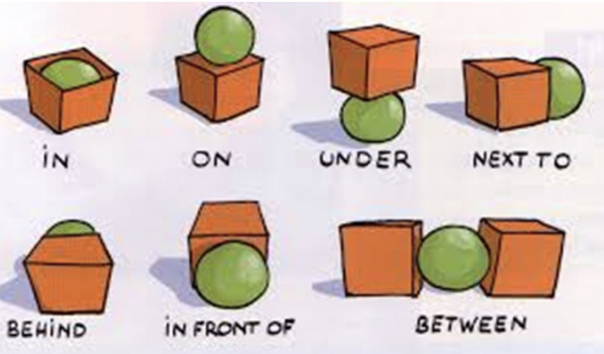 iN
ON
UNDER
NEXT TO
BEHiND
iN FRONT OF
BETWEEN